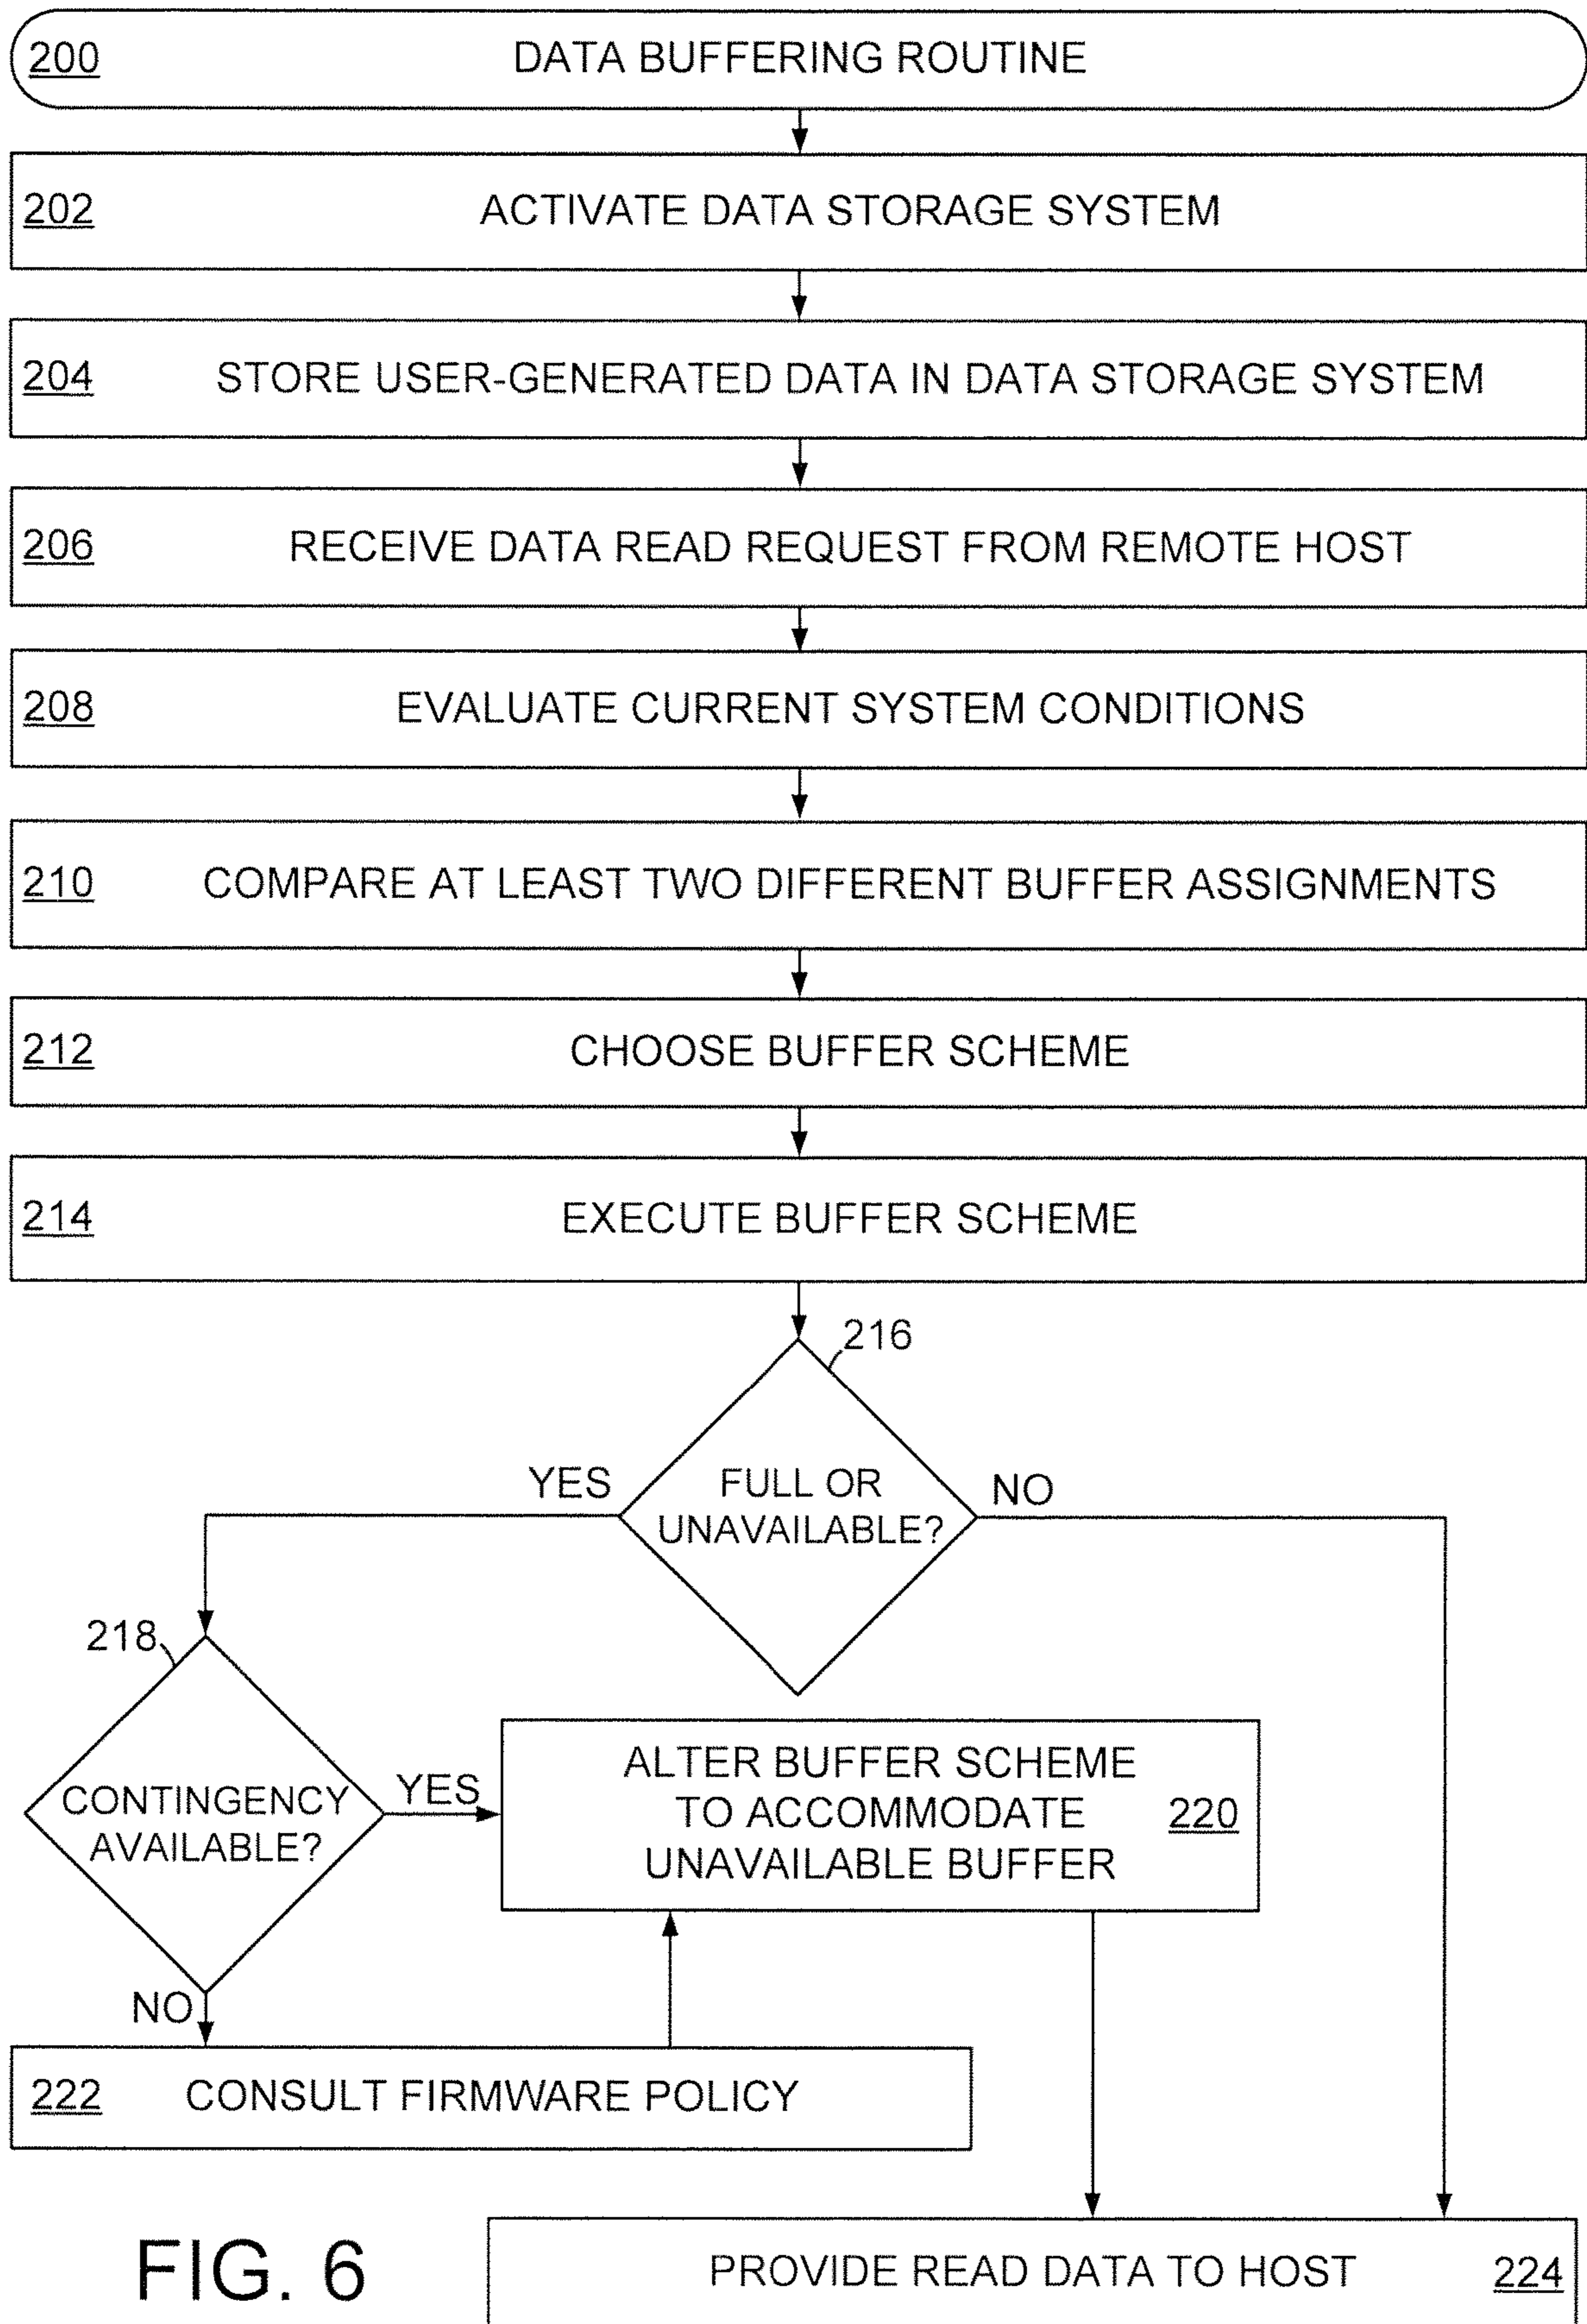 200 DATA BUFFERING ROUTINE
202 ACTIVATE DATA STORAGE SYSTEM
204 STORE USER-GENERATED DATA IN DATA STORAGE SYSTEM
206 RECEIVE DATA READ REQUEST FROM REMOTE HOST
208 EVALUATE CURRENT SYSTEM CONDITIONS
210 COMPARE AT LEAST TWO DIFFERENT BUFFER ASSIGNMENTS
212 CHOOSE BUFFER SCHEME
214 EXECUTE BUFFER SCHEME
216
YES
FULL OR
UNAVAILABLE?
NO
218
CONTINGENCY
AVAILABLE?
YES
ALTER BUFFER SCHEME
TO ACCOMMODATE 220
UNAVAILABLE BUFFER
NO
222 CONSULT FIRMWARE POLICY
PROVIDE READ DATA TO HOST 224
FIG. 6